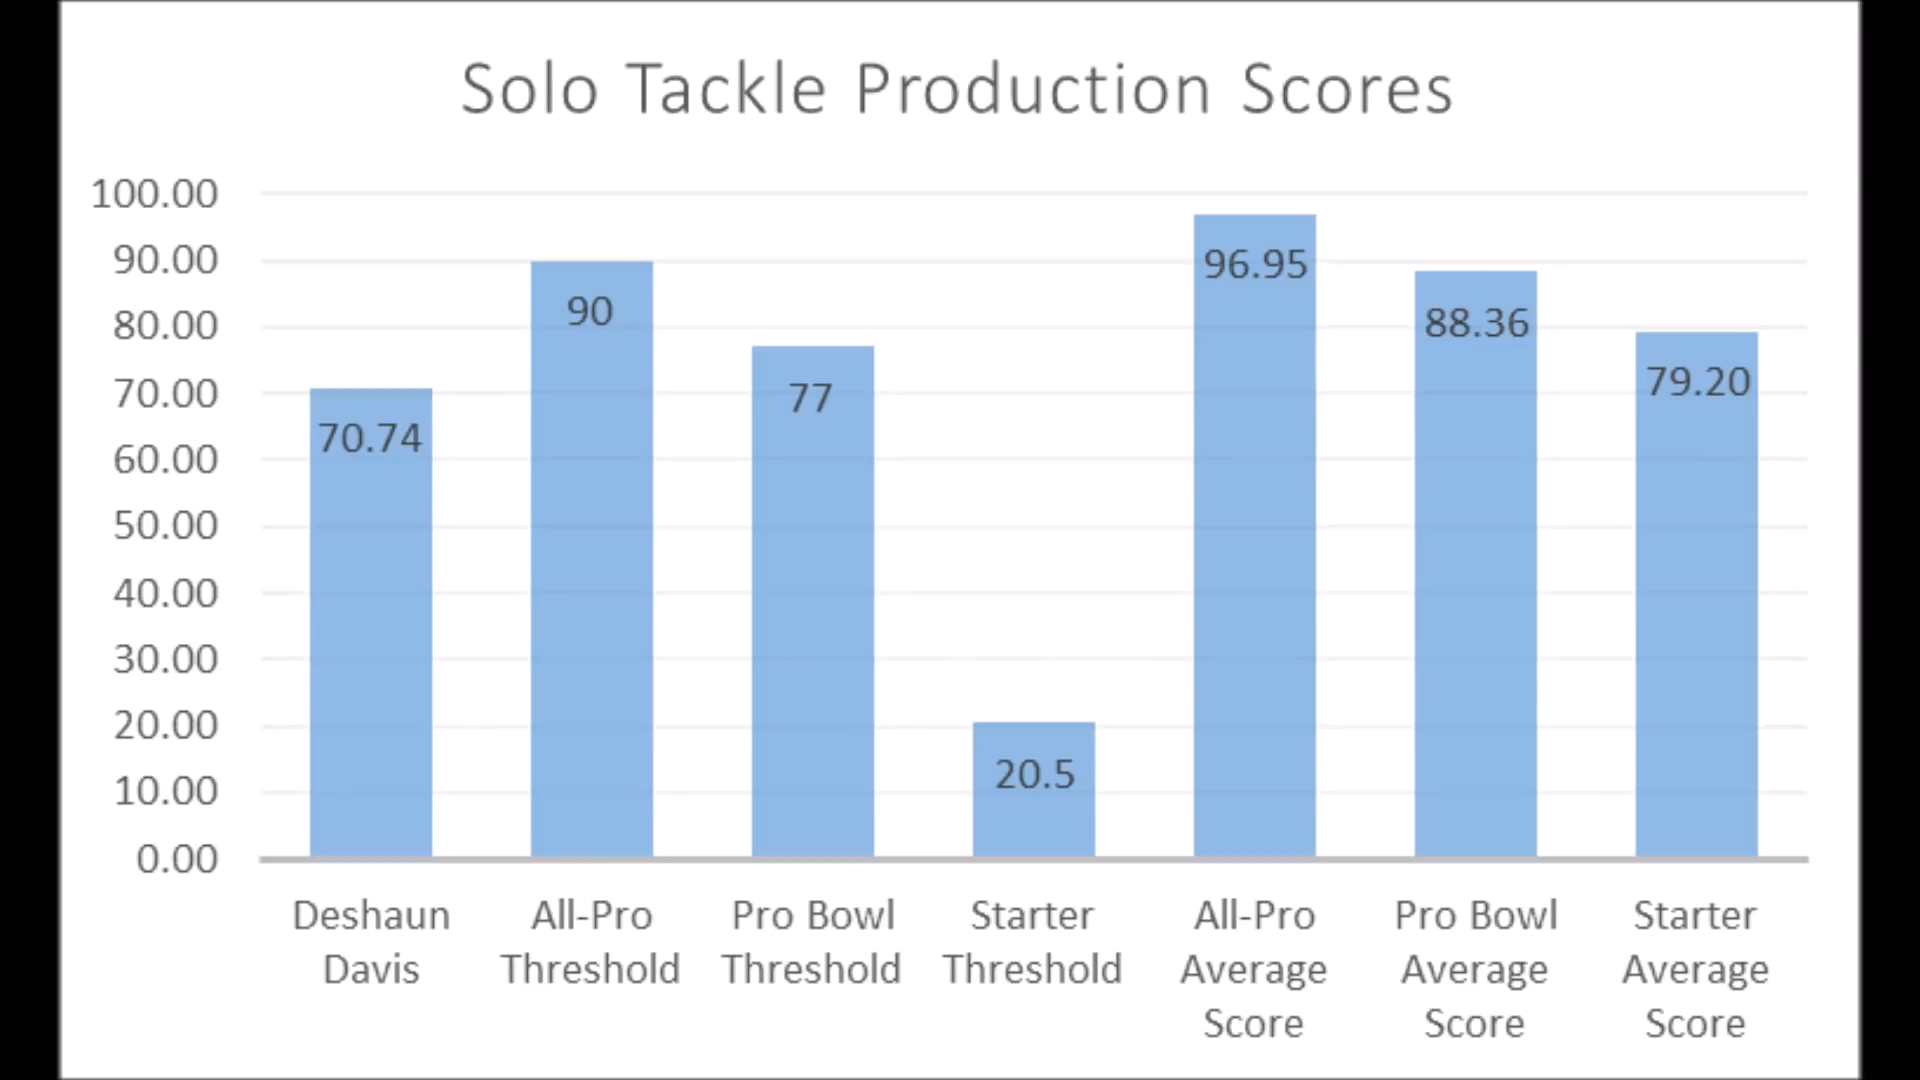 Solo Tackle Production Scores
100.00
90.00
80.00
70.00
60.00
50.00
40.00
30.00
20.00
10.00
0.00
70.74
90
77
20.5
96.95
88.36
79.20
Deshaun
Davis
All-Pro
Threshold
Pro Bowl
Threshold
Starter
Threshold
All-Pro
Average
Score
Pro Bowl
Average
Score
Starter
Average
Score